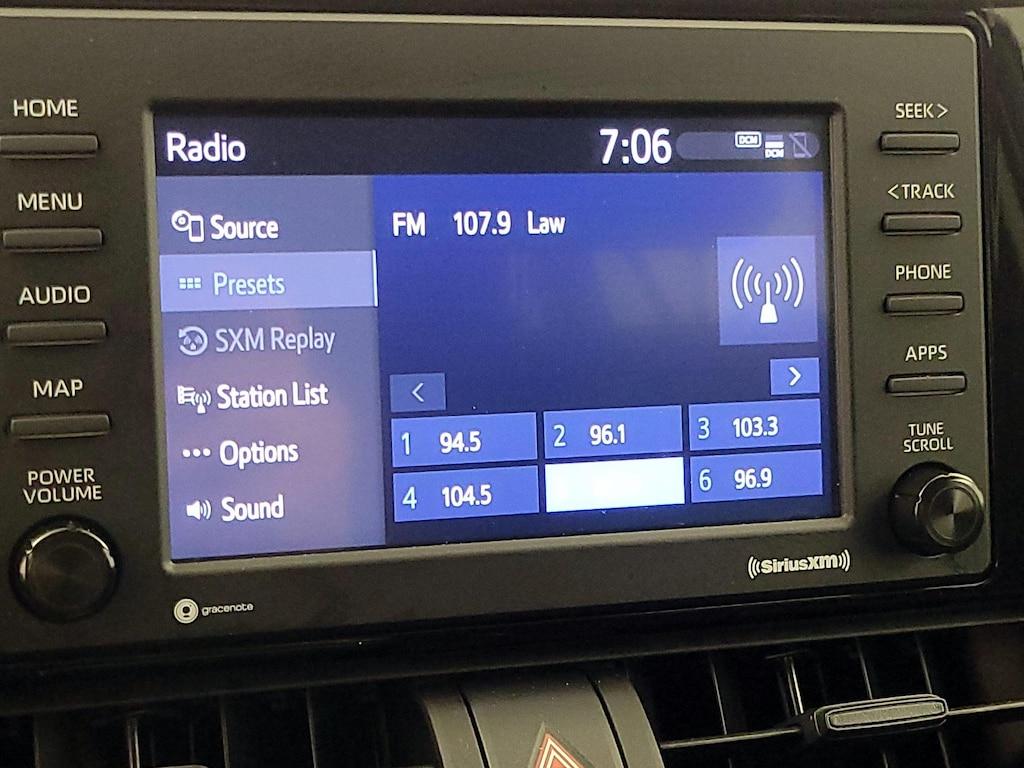 HOME
MENU
AUDIO
MAP
POWER
VOLUME
Radio
7:06
DCM
DCM
Source
Presets
SXM Replay
Station List
Options
Sound
FM 107.9 Law
<
>
1 94.5
2 96.1
3 103.3
4 104.5
6 96.9
SEEK >
< TRACK
PHONE
APPS
TUNE
SCROLL
gracenote
((SiriusXM))